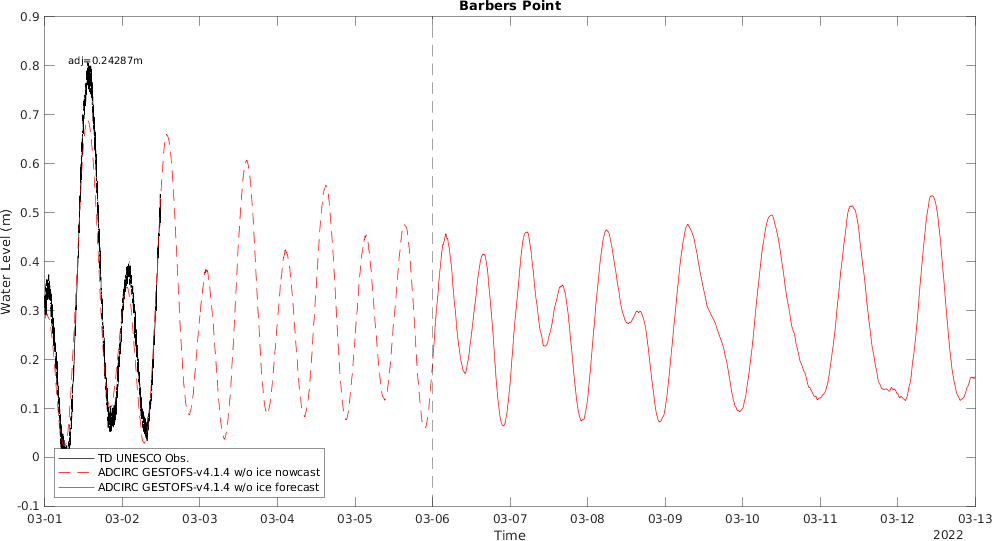 Barbers Point
0.9
0.8
0.7
0.6
0.5
0.4
0.3
0.2
0.1
0
-0.1
Water Level (m)
adj=0.24287m
TD UNESCO Obs.
ADCIRC GESTOFS-v4.1.4 w/o ice nowcast
ADCIRC GESTOFS-v4.1.4 w/o ice forecast
03-01 03-02 03-03 03-04 03-05 03-06 03-07 03-08 03-09 03-10 03-11 03-12 03-13
Time
2022